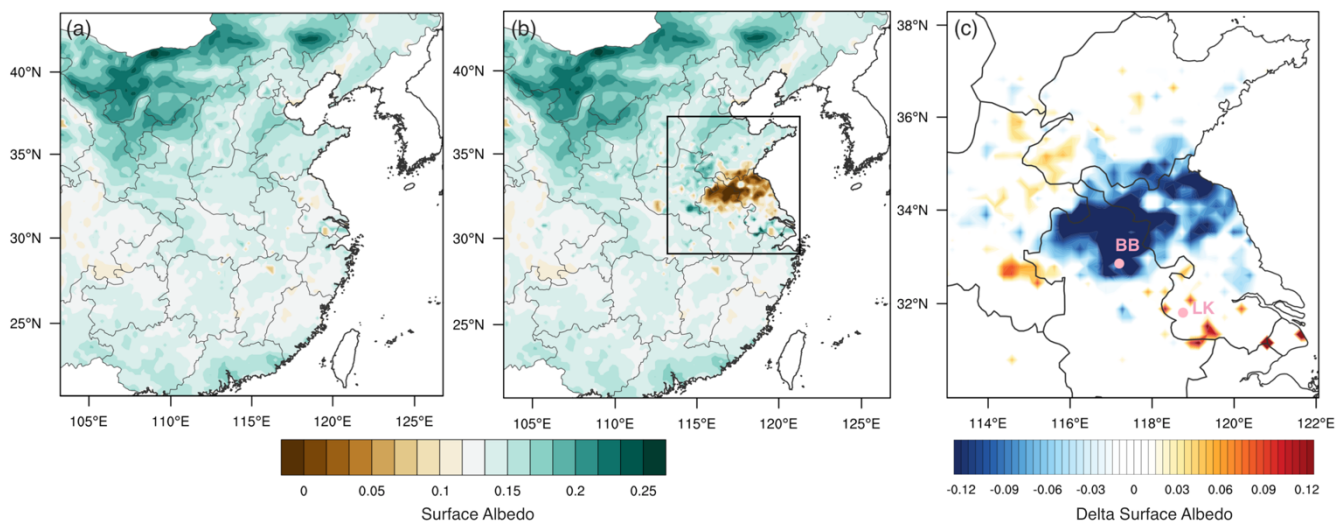 (a)
40°N
35°N
30°N
25°N
105°E 110°E 115°E 120°E 125°E
(b)
40°N
35°N
30°N
25°N
105°E 110°E 115°E 120°E 125°E
(c)
38°N
36°N
34°N
32°N
BB
LK
114°E 116°E 118°E 120°E 122°E
0 0.05 0.1 0.15 0.2 0.25
Surface Albedo
-0.12 -0.09 -0.06 -0.03 0 0.03 0.06 0.09 0.12
Delta Surface Albedo